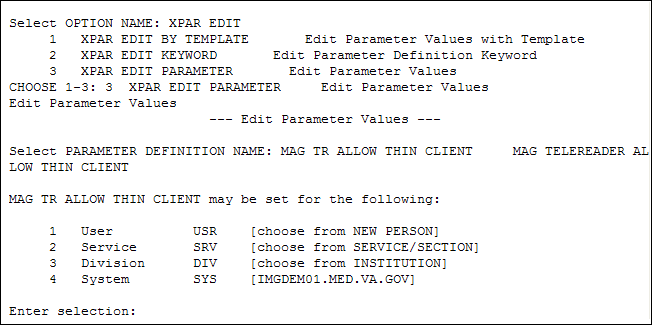 Select OPTION NAME: XPAR EDIT
     1   XPAR EDIT BY TEMPLATE       Edit Parameter Values with Template
     2   XPAR EDIT KEYWORD       Edit Parameter Definition Keyword
     3   XPAR EDIT PARAMETER       Edit Parameter Values
CHOOSE 1-3: 3  XPAR EDIT PARAMETER     Edit Parameter Values
Edit Parameter Values
                         --- Edit Parameter Values ---
Select PARAMETER DEFINITION NAME: MAG TR ALLOW THIN CLIENT     MAG TELEREADER AL
LOW THIN CLIENT
MAG TR ALLOW THIN CLIENT may be set for the following:
     1   User          USR    [choose from NEW PERSON]
     2   Service       SRV    [choose from SERVICE/SECTION]
     3   Division      DIV    [choose from INSTITUTION]
     4   System        SYS    [IMGDEM01.MED.VA.GOV]
Enter selection: